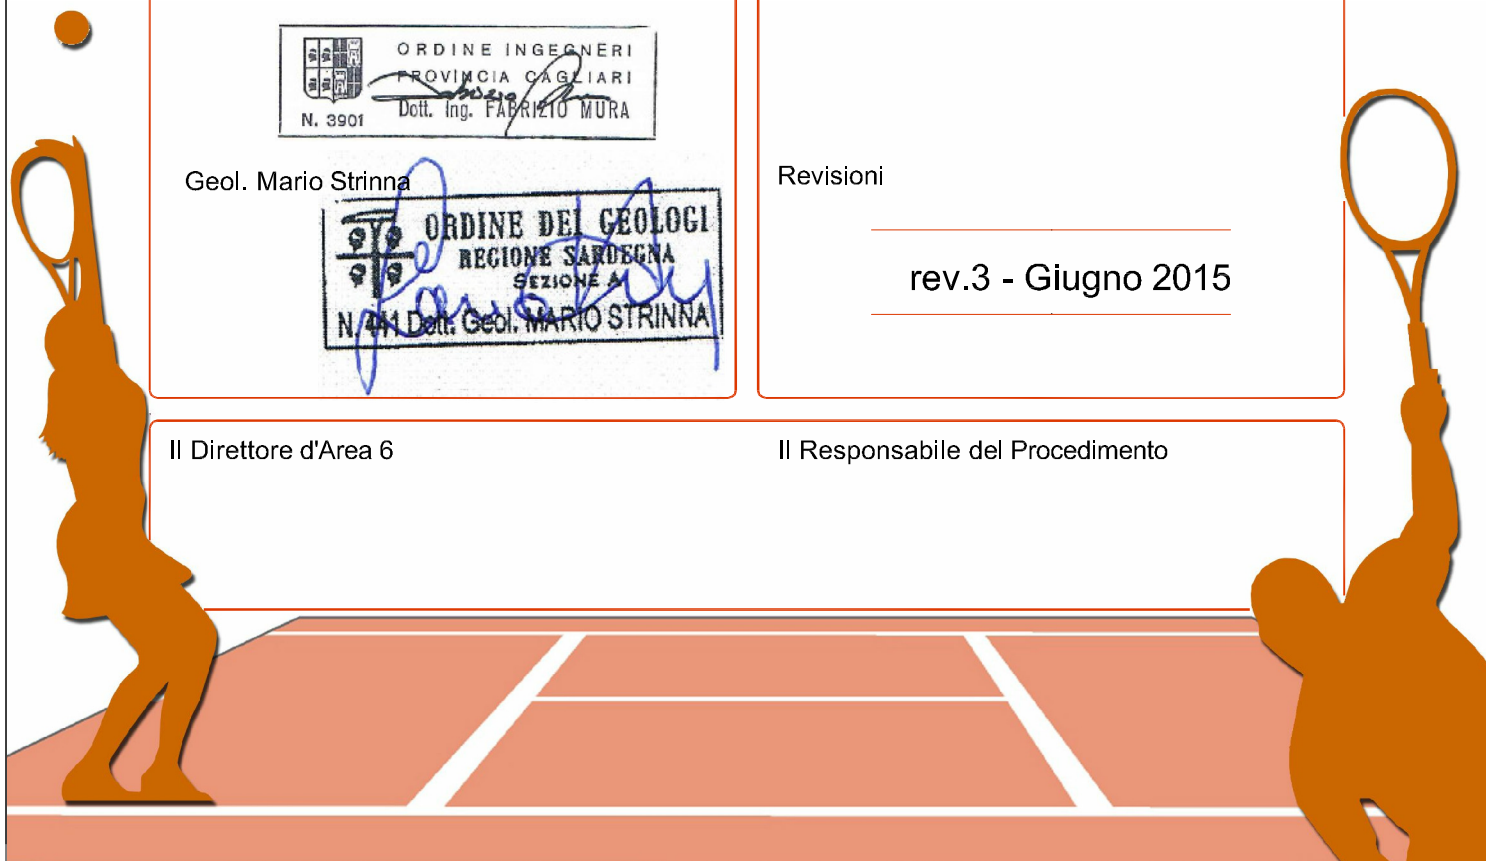 ORDINE INGEGNERI
PROVINCIA CAGLIARI
Dott. Ing. FABRIZIO MURA
N. 3901
Geol. Mario Strinna
ORDINE DEI GEOLOGI
REGIONE SARDEGNA
SEZIONE A
N. 441 Dott. Geol. MARIO STRINNA
Revisioni
rev.3 - Giugno 2015
Il Direttore d'Area 6
Il Responsabile del Procedimento